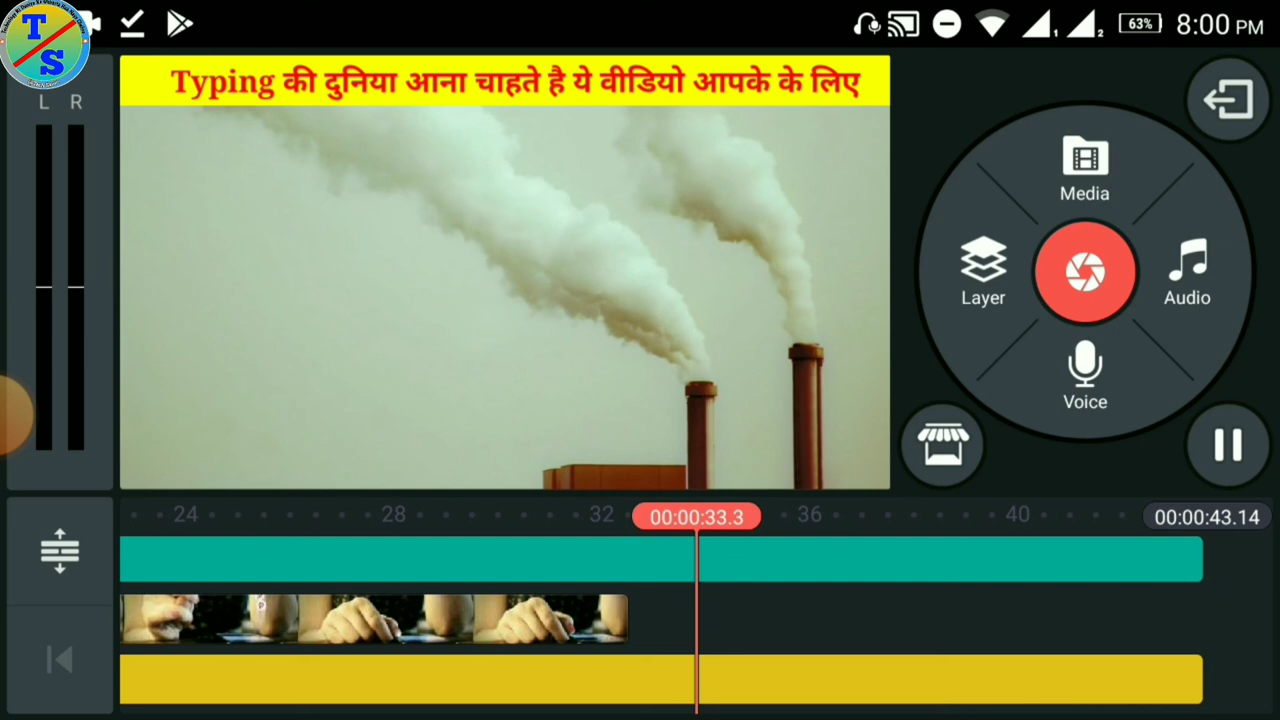 TS
63%
8:00 PM
L R
Typing की दुनिया आना चाहते है ये वीडियो आपके के लिए
Media
Layer
Audio
Voice
24
28
32
00:00:33.3
36
40
00:00:43.14